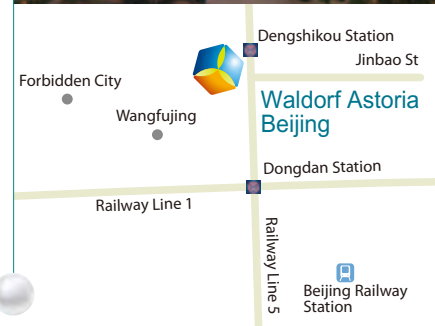 Dengshikou Station
Jinbao St
Forbidden City
Wangfujing
Waldorf Astoria
Beijing
Dongdan Station
Railway Line 1
Railway Line 5
Beijing Railway
Station